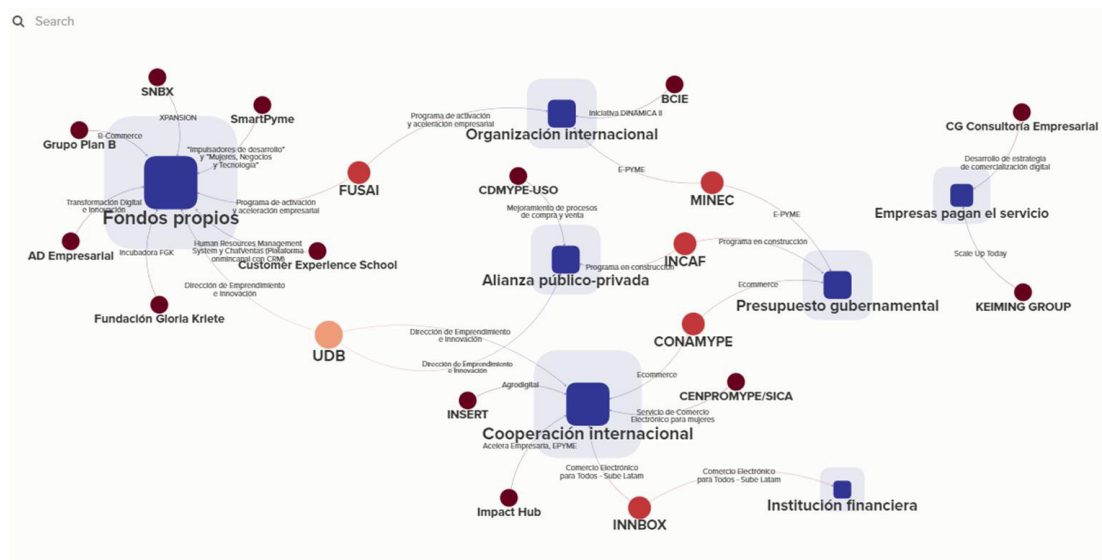 Search
SNBX
XPANSION
SmartPyme
B-Commerce
Grupo Plan B
"Impulsadores de desarrollo"
y "Mujeres, Negocios
y Tecnología"
Transformación Digital
e Innovación
Fondos propios
Programa de activación
y aceleración empresarial
FUSAI
Programa de activación
y aceleración empresarial
Organización internacional
Iniciativa DINÁMICA II
BCIE
E-PYME
MINEC
E-PYME
CDMYPE-USO
Mejoramiento de procesos
de compra y venta
AD Empresarial
Incubadora FGK
Human Resources Management
System y ChatVentas (Plataforma
omnicanal con CRM)
Customer Experience School
Dirección de Emprendimiento
e Innovación
Fundación Gloria Kriete
UDB
Alianza público-privada
Programa en construcción
INCAF
Programa en construcción
Presupuesto gubernamental
Ecommerce
CONAMYPE
Ecommerce
Dirección de Emprendimiento
e Innovación
Dirección de Emprendimiento
e Innovación
Agrodigital
INSERT
Cooperación internacional
Servicio de Comercio
Electrónico para mujeres
CENPROMYPE/SICA
Acelera Empresaria, EPYME
Impact Hub
Comercio Electrónico
para Todos - Sube Latam
INNBOX
Comercio Electrónico
para Todos - Sube Latam
Institución financiera
CG Consultoría Empresarial
Desarrollo de estrategia
de comercialización digital
Empresas pagan el servicio
Scale Up Today
KEIMING GROUP